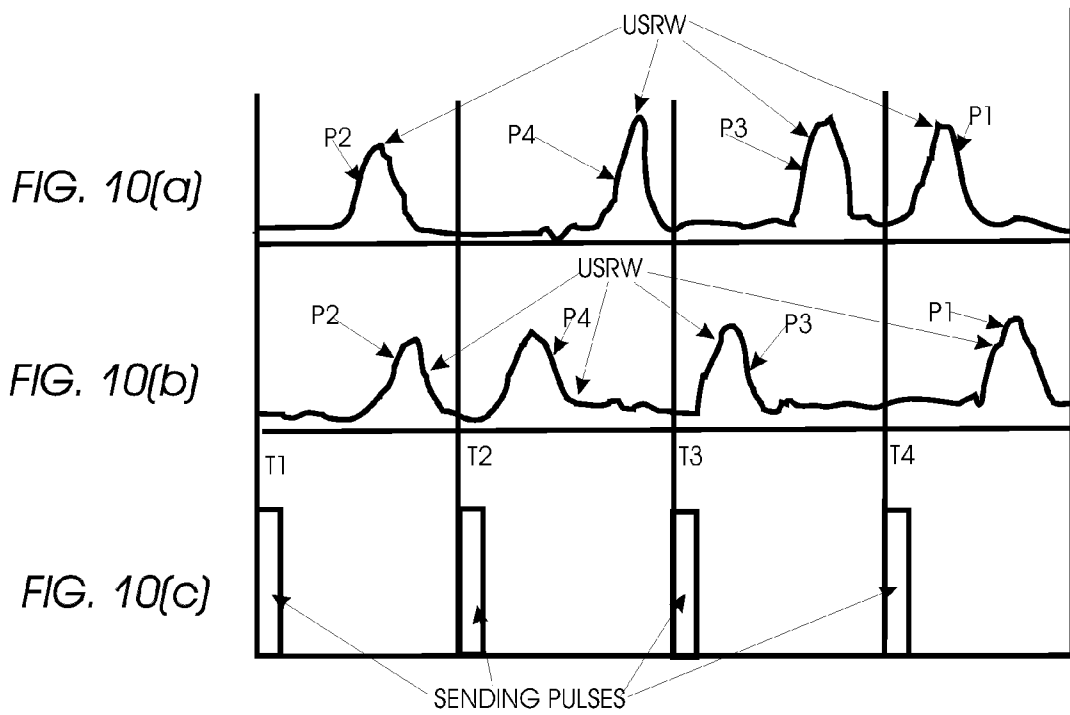 USRW
P2
P4
P3
P1
FIG. 10(a)
USRW
P2
P4
P3
P1
FIG. 10(b)
T1
T2
T3
T4
FIG. 10(c)
SENDING PULSES